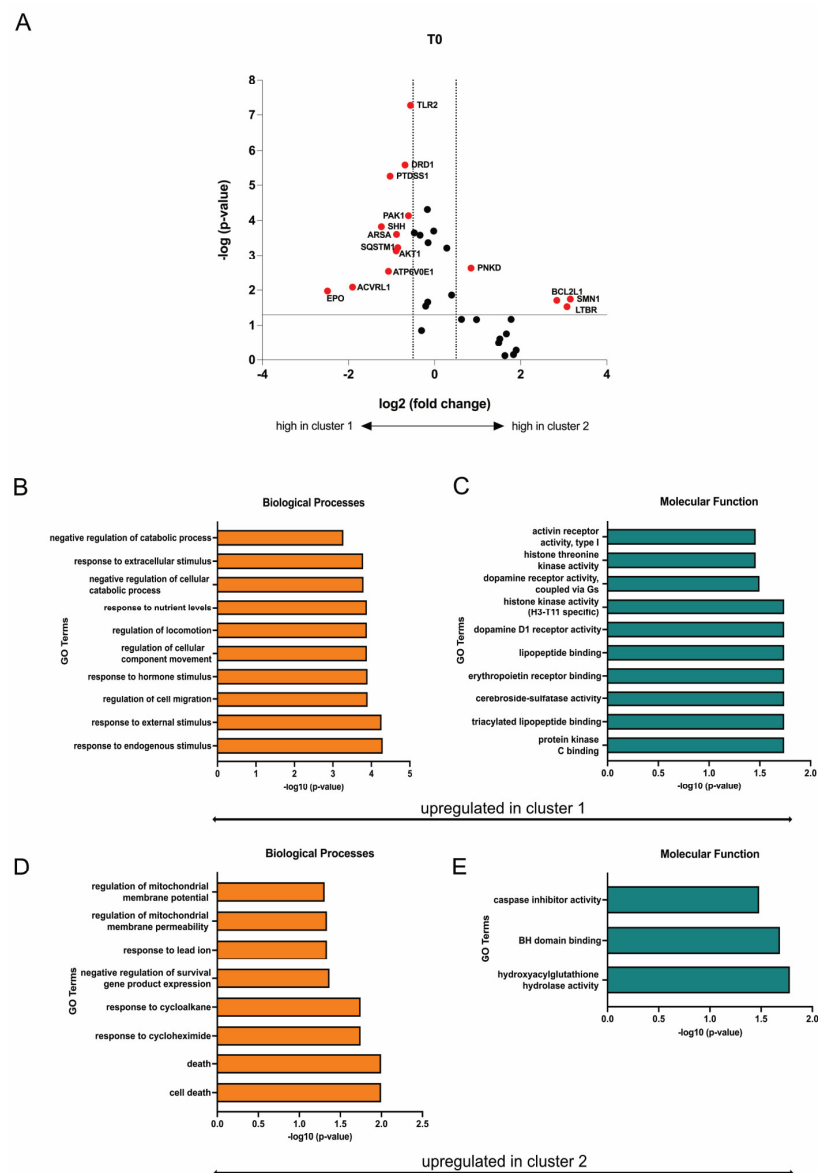 A
T0
8
7
6
5
4
3
2
1
0
-log (p-value)
TLR2
DRD1
PTDSS1
PAK1
SHH
ARSA
SQSTM1
AKT1
ATP6V0E1
PNKD
ACVRL1
EPO
BCL2L1
SMN1
LTBR
-4 -2 0 2 4
log2 (fold change)
high in cluster 1 high in cluster 2
B
Biological Processes
GO Terms
negative regulation of catabolic process
response to extracellular stimulus
negative regulation of cellular
catabolic process
response to nutrient levels
regulation of locomotion
regulation of cellular
component movement
response to hormone stimulus
regulation of cell migration
response to external stimulus
response to endogenous stimulus
0 1 2 3 4 5
-log10 (p-value)
C
Molecular Function
GO Terms
activin receptor
activity, type I
histone threonine
kinase activity
dopamine receptor activity,
coupled via Gs
histone kinase activity
(H3-T11 specific)
dopamine D1 receptor activity
lipopeptide binding
erythropoietin receptor binding
cerebroside-sulfatase activity
triacylated lipopeptide binding
protein kinase
C binding
0.0 0.5 1.0 1.5 2.0
-log10 (p-value)
upregulated in cluster 1
D
Biological Processes
GO Terms
regulation of mitochondrial
membrane potential
regulation of mitochondrial
membrane permeability
response to lead ion
negative regulation of survival
gene product expression
response to cycloalkane
response to cycloheximide
death
cell death
0.0 0.5 1.0 1.5 2.0 2.5
-log10 (p-value)
E
Molecular Function
GO Terms
caspase inhibitor activity
BH domain binding
hydroxyacylglutathione
hydrolase activity
0.0 0.5 1.0 1.5 2.0
-log10 (p-value)
upregulated in cluster 2